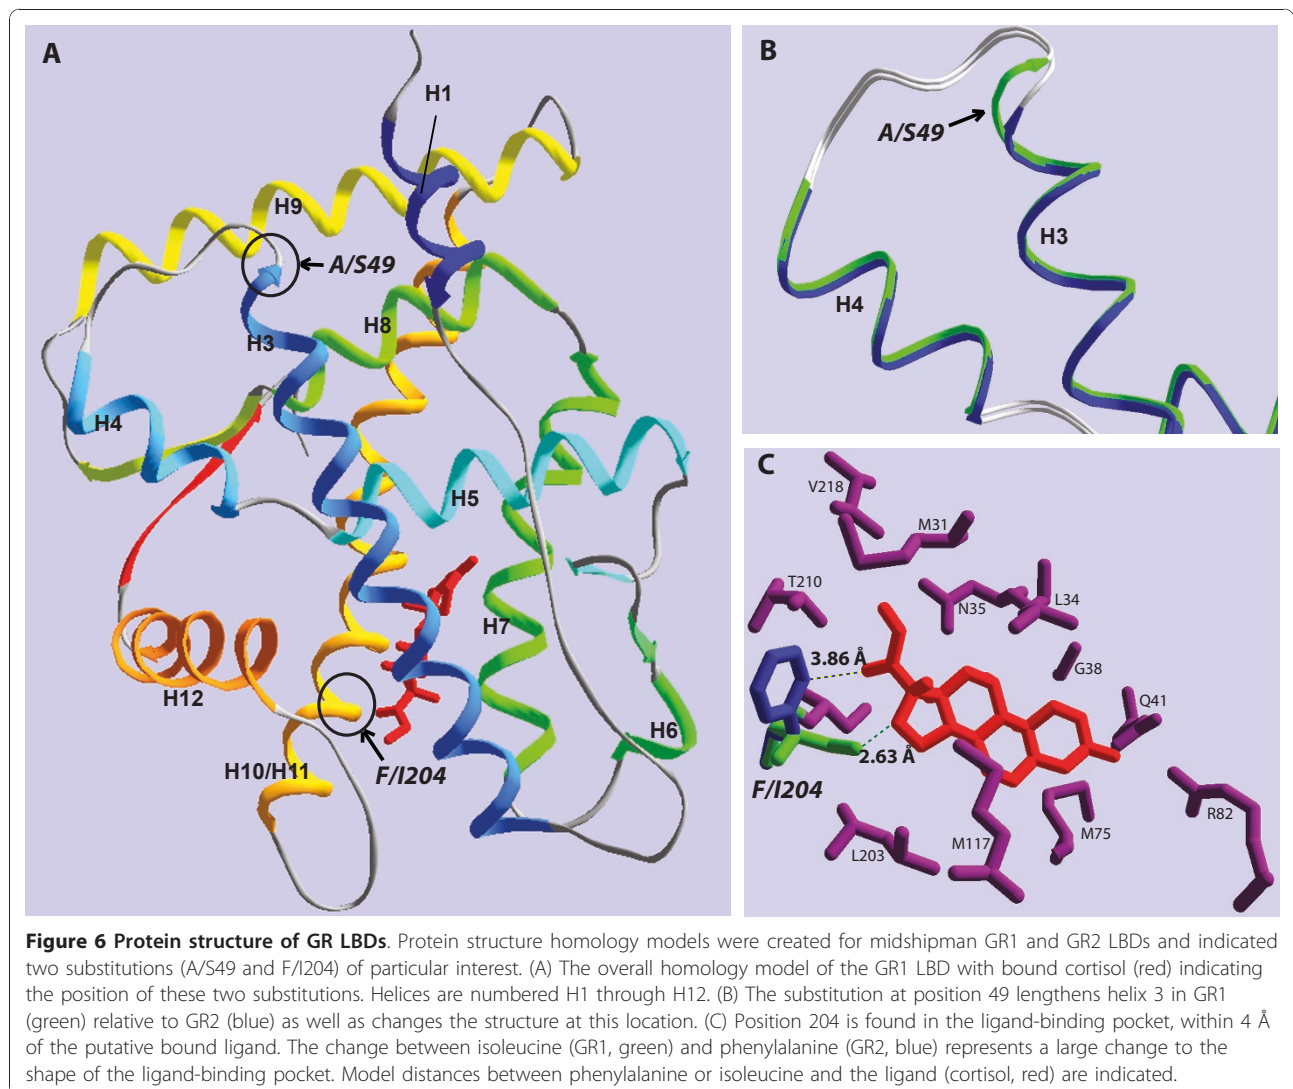 A
H1
H9
A/S49
H8
H3
H4
H5
H7
H12
H6
H10/H11
F/I204
B
A/S49
H3
H4
C
V218
M31
T210
N35
L34
3.86 Å
G38
Q41
2.63 Å
F/I204
R82
M75
M117
L203
Figure 6 Protein structure of GR LBDs. Protein structure homology models were created for midshipman GR1 and GR2 LBDs and indicated
two substitutions (A/S49 and F/I204) of particular interest. (A) The overall homology model of the GR1 LBD with bound cortisol (red) indicating
the position of these two substitutions. Helices are numbered H1 through H12. (B) The substitution at position 49 lengthens helix 3 in GR1
(green) relative to GR2 (blue) as well as changes the structure at this location. (C) Position 204 is found in the ligand-binding pocket, within 4 Å
of the putative bound ligand. The change between isoleucine (GR1, green) and phenylalanine (GR2, blue) represents a large change to the
shape of the ligand-binding pocket. Model distances between phenylalanine or isoleucine and the ligand (cortisol, red) are indicated.